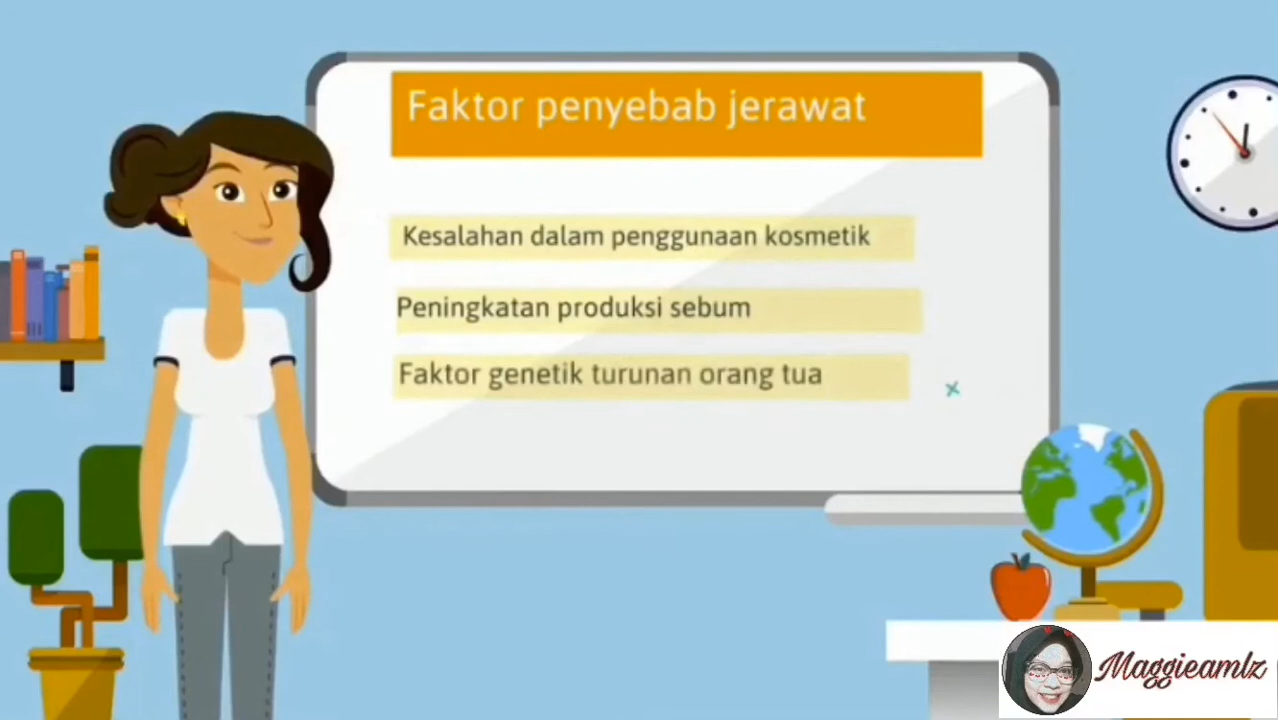 Faktor penyebab jerawat
Kesalahan dalam penggunaan kosmetik
Peningkatan produksi sebum
Faktor genetik turunan orang tua
Maggieamlz